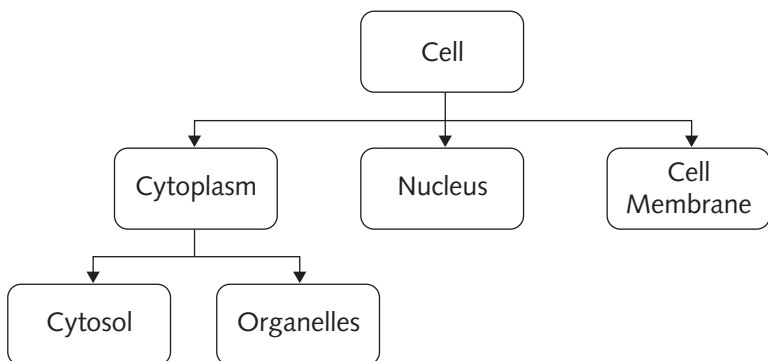 Cell
Cytoplasm
Nucleus
Cell
Membrane
Cytosol
Organelles